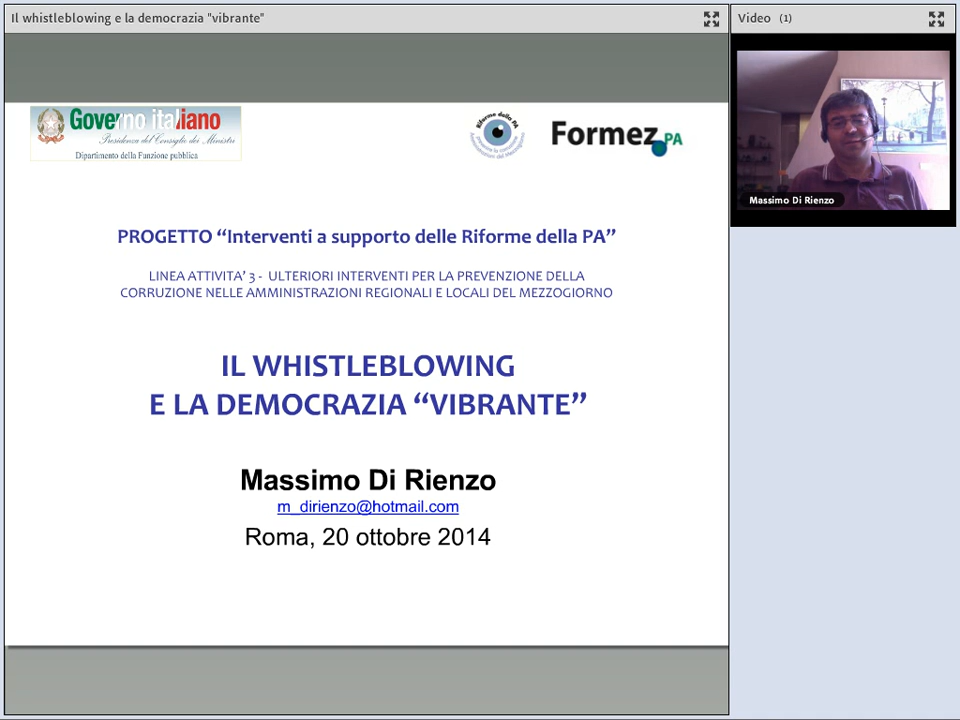 Il whistleblowing e la democrazia "vibrante"
Video (1)
Governo italiano
Presidenza del Consiglio dei Ministri
Dipartimento della Funzione pubblica
Riforme della PA
Formez PA
Massimo Di Rienzo
PROGETTO “Interventi a supporto delle Riforme della PA”
LINEA ATTIVITA’ 3 - ULTERIORI INTERVENTI PER LA PREVENZIONE DELLA
CORRUZIONE NELLE AMMINISTRAZIONI REGIONALI E LOCALI DEL MEZZOGIORNO
IL WHISTLEBLOWING
E LA DEMOCRAZIA “VIBRANTE”
Massimo Di Rienzo
m_dirienzo@hotmail.com
Roma, 20 ottobre 2014